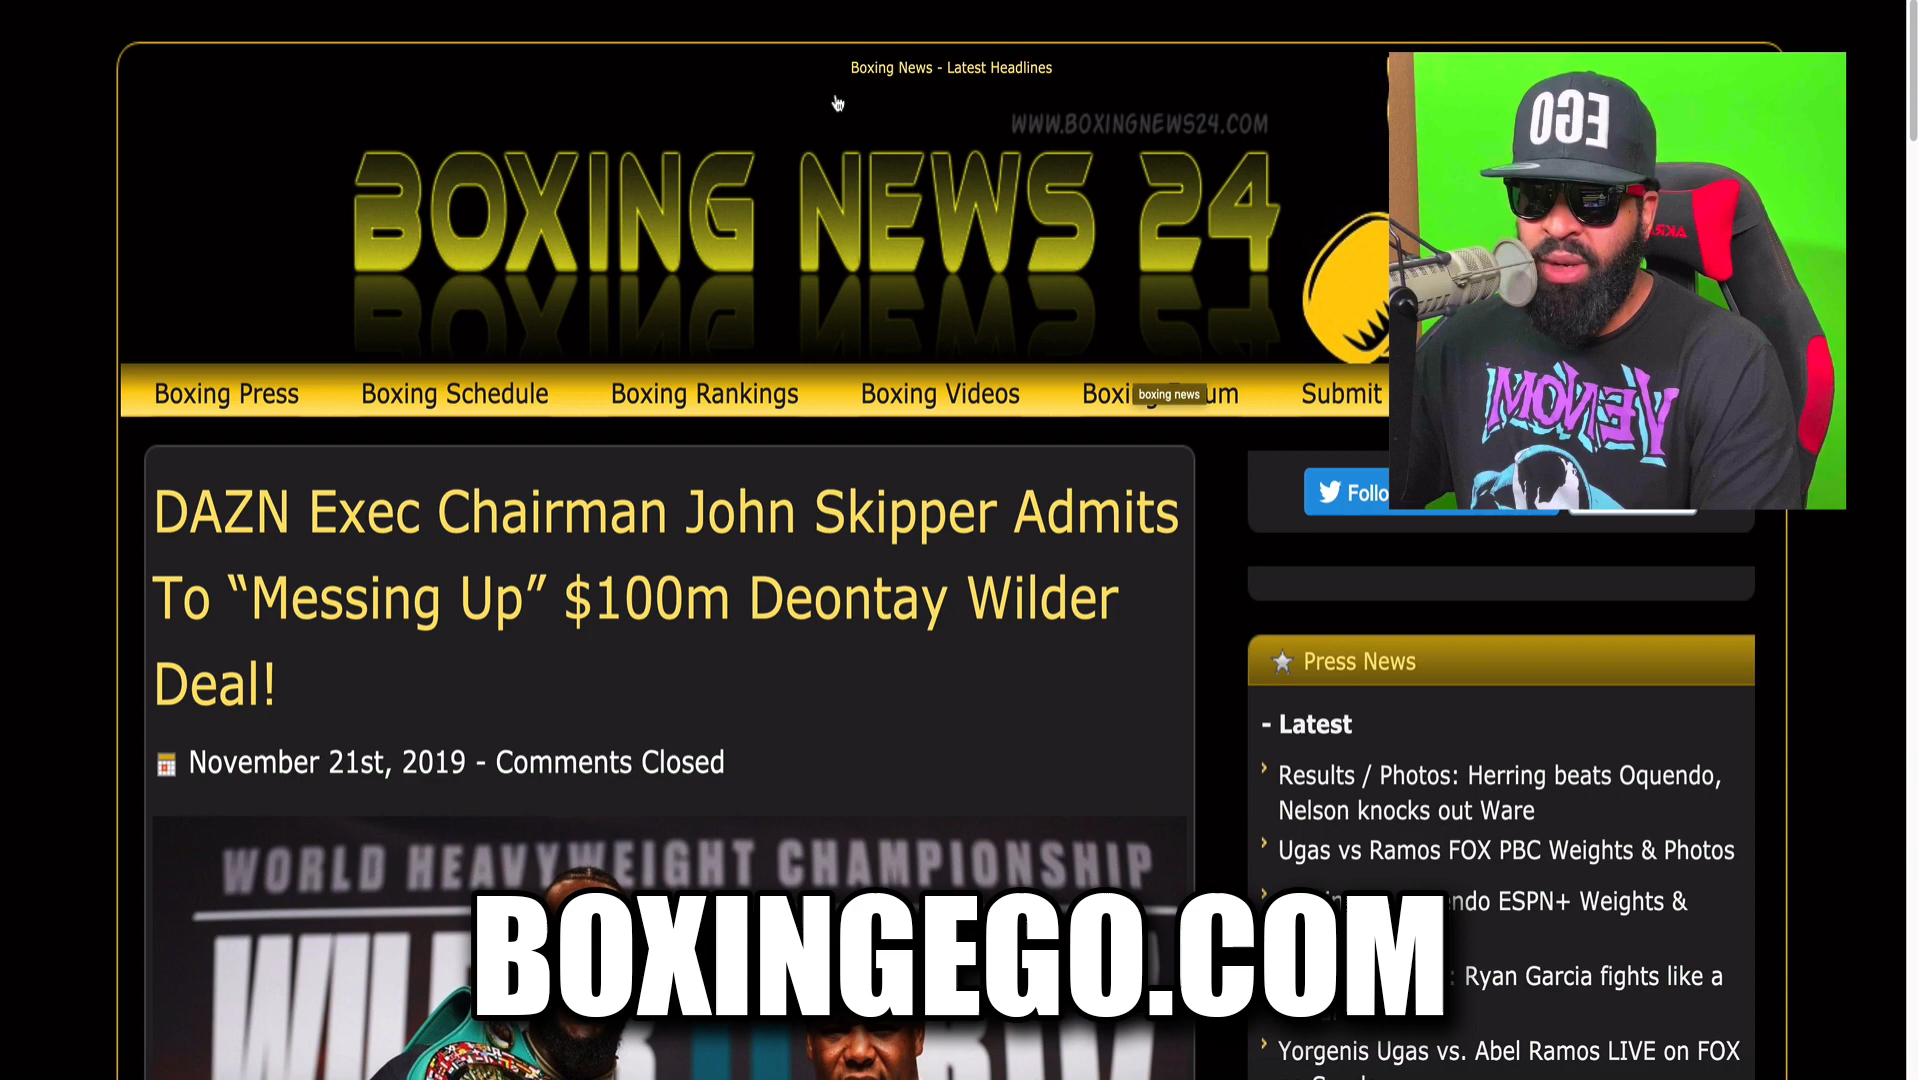 Boxing News - Latest Headlines
WWW.BOXINGNEWS24.COM
BOXING NEWS 24
Boxing Press Boxing Schedule Boxing Rankings Boxing Videos Submit
boxing news
EGO
AKRA
VENOM
DAZN Exec Chairman John Skipper Admits
To “Messing Up” $100m Deontay Wilder
Deal!
November 21st, 2019 - Comments Closed
WORLD HEAVYWEIGHT CHAMPIONSHIP
BOXINGEGO.COM
Press News
- Latest
Results / Photos: Herring beats Oquendo,
Nelson knocks out Ware
Ugas vs Ramos FOX PBC Weights & Photos
ESPN+ Weights &
Ryan Garcia fights like a
Yorgenis Ugas vs. Abel Ramos LIVE on FOX